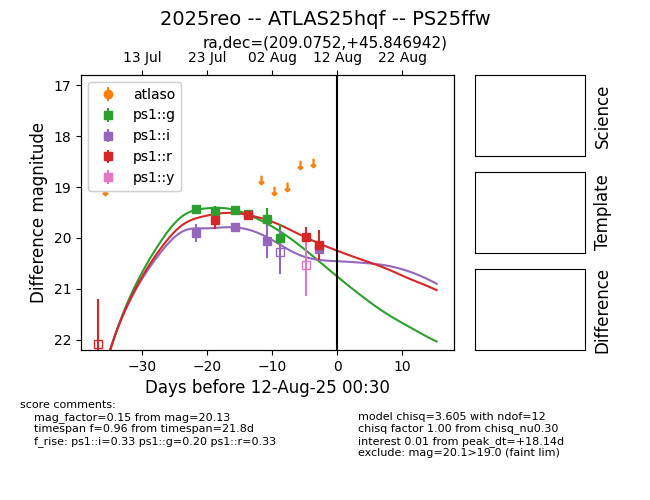 2025reo -- ATLAS25hqf -- PS25ffw
ra,dec=(209.0752,+45.846942)
13 Jul 23 Jul 02 Aug 12 Aug 22 Aug
17
18
19
20
21
22
Difference magnitude
atlaso
ps1::g
ps1::i
ps1::r
ps1::y
−30 −20 −10 0 10
Days before 12-Aug-25 00:30
Science
Template
Difference
score comments:
mag_factor=0.15 from mag=20.13
timespan f=0.96 from timespan=21.8d
f_rise: ps1::i=0.33 ps1::g=0.20 ps1::r=0.33
model chisq=3.605 with ndof=12
chisq factor 1.00 from chisq_nu0.30
interest 0.01 from peak_dt=+18.14d
exclude: mag=20.1>19.0 (faint lim)